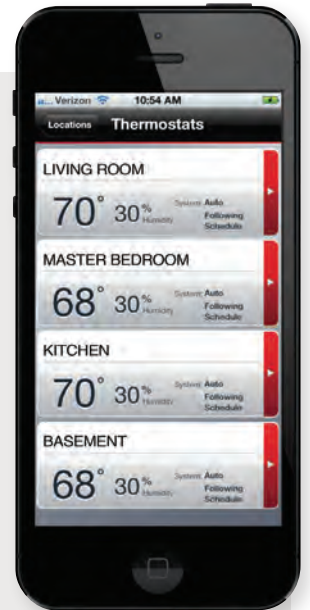 Verizon 10:54 AM
Locations Thermostats
LIVING ROOM
70° 30% Humidity System: Auto
Following
Schedule
MASTER BEDROOM
68° 30% Humidity System: Auto
Following
Schedule
KITCHEN
70° 30% Humidity System: Auto
Following
Schedule
BASEMENT
68° 30% Humidity System: Auto
Following
Schedule